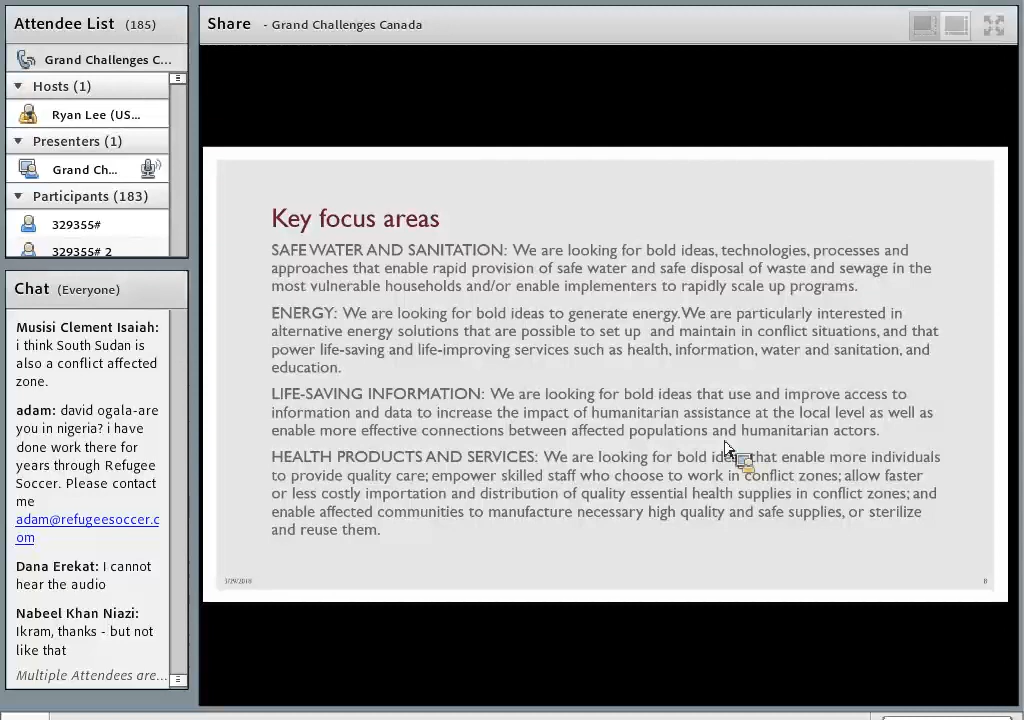 Attendee List (185)
Grand Challenges C...
Hosts (1)
Ryan Lee (US...
Presenters (1)
Grand Ch...
Participants (183)
329355#
329355# 2
Chat (Everyone)
Musisi Clement Isaiah:
i think South Sudan is
also a conflict affected
zone.
adam: david ogala-are
you in nigeria? i have
done work there for
years through Refugee
Soccer. Please contact
me
adam@refugeesoccer.c
om
Dana Erekat: I cannot
hear the audio
Nabeel Khan Niazi:
Ikram, thanks - but not
like that
Multiple Attendees are...
Share - Grand Challenges Canada
Key focus areas
SAFE WATER AND SANITATION: We are looking for bold ideas, technologies, processes and
approaches that enable rapid provision of safe water and safe disposal of waste and sewage in the
most vulnerable households and/or enable implementers to rapidly scale up programs.
ENERGY: We are looking for bold ideas to generate energy. We are particularly interested in
alternative energy solutions that are possible to set up and maintain in conflict situations, and that
power life-saving and life-improving services such as health, information, water and sanitation, and
education.
LIFE-SAVING INFORMATION: We are looking for bold ideas that use and improve access to
information and data to increase the impact of humanitarian assistance at the local level as well as
enable more effective connections between affected populations and humanitarian actors.
HEALTH PRODUCTS AND SERVICES: We are looking for bold ideas that enable more individuals
to provide quality care; empower skilled staff who choose to work in conflict zones; allow faster
or less costly importation and distribution of quality essential health supplies in conflict zones; and
enable affected communities to manufacture necessary high quality and safe supplies, or sterilize
and reuse them.
8